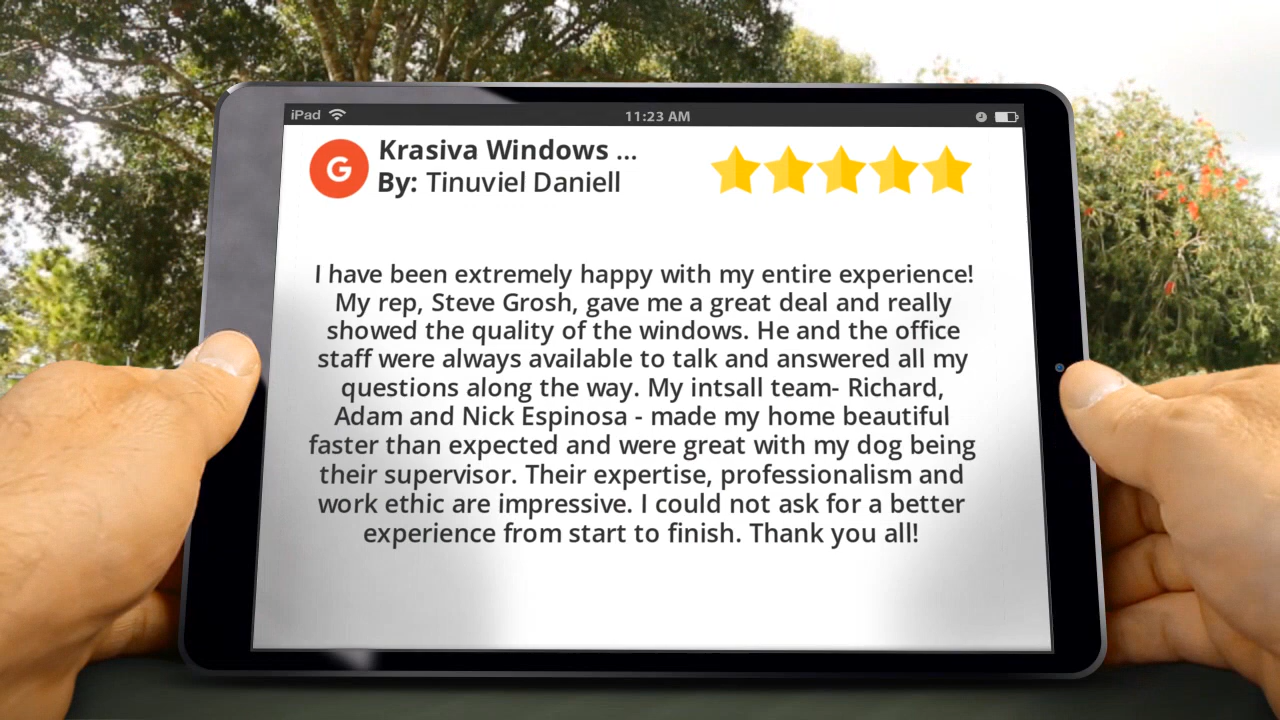 iPad 11:23 AM
G
Krasiva Windows ...
By: Tinuviel Daniell
I have been extremely happy with my entire experience!
My rep, Steve Grosh, gave me a great deal and really
showed the quality of the windows. He and the office
staff were always available to talk and answered all my
questions along the way. My intsall team- Richard,
Adam and Nick Espinosa - made my home beautiful
faster than expected and were great with my dog being
their supervisor. Their expertise, professionalism and
work ethic are impressive. I could not ask for a better
experience from start to finish. Thank you all!